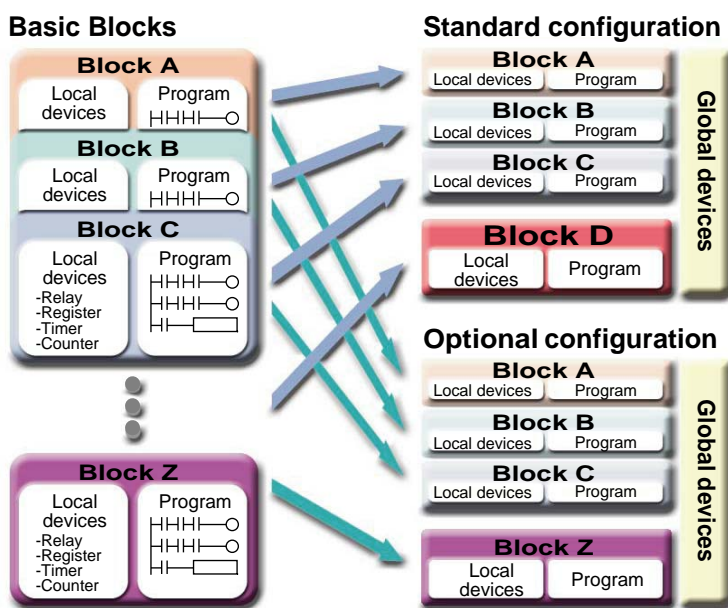 Basic Blocks
Block A
Local
devices
Program
Block B
Local
devices
Program
Block C
Local
devices
-Relay
-Register
-Timer
-Counter
Program
Block Z
Local
devices
-Relay
-Register
-Timer
-Counter
Program
Standard configuration
Block A
Local devices
Program
Block B
Local devices
Program
Block C
Local devices
Program
Block D
Local
devices
Program
Global devices
Optional configuration
Block A
Local devices
Program
Block B
Local devices
Program
Block C
Local devices
Program
Block Z
Local
devices
Program
Global devices